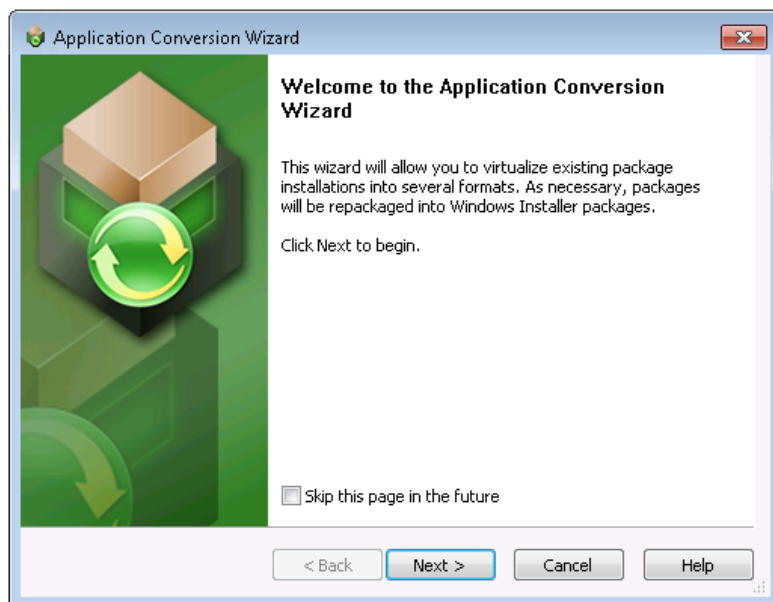 Application Conversion Wizard
Welcome to the Application Conversion
Wizard
This wizard will allow you to virtualize existing package
installations into several formats. As necessary, packages
will be repackaged into Windows Installer packages.
Click Next to begin.
Skip this page in the future
< Back Next > Cancel Help